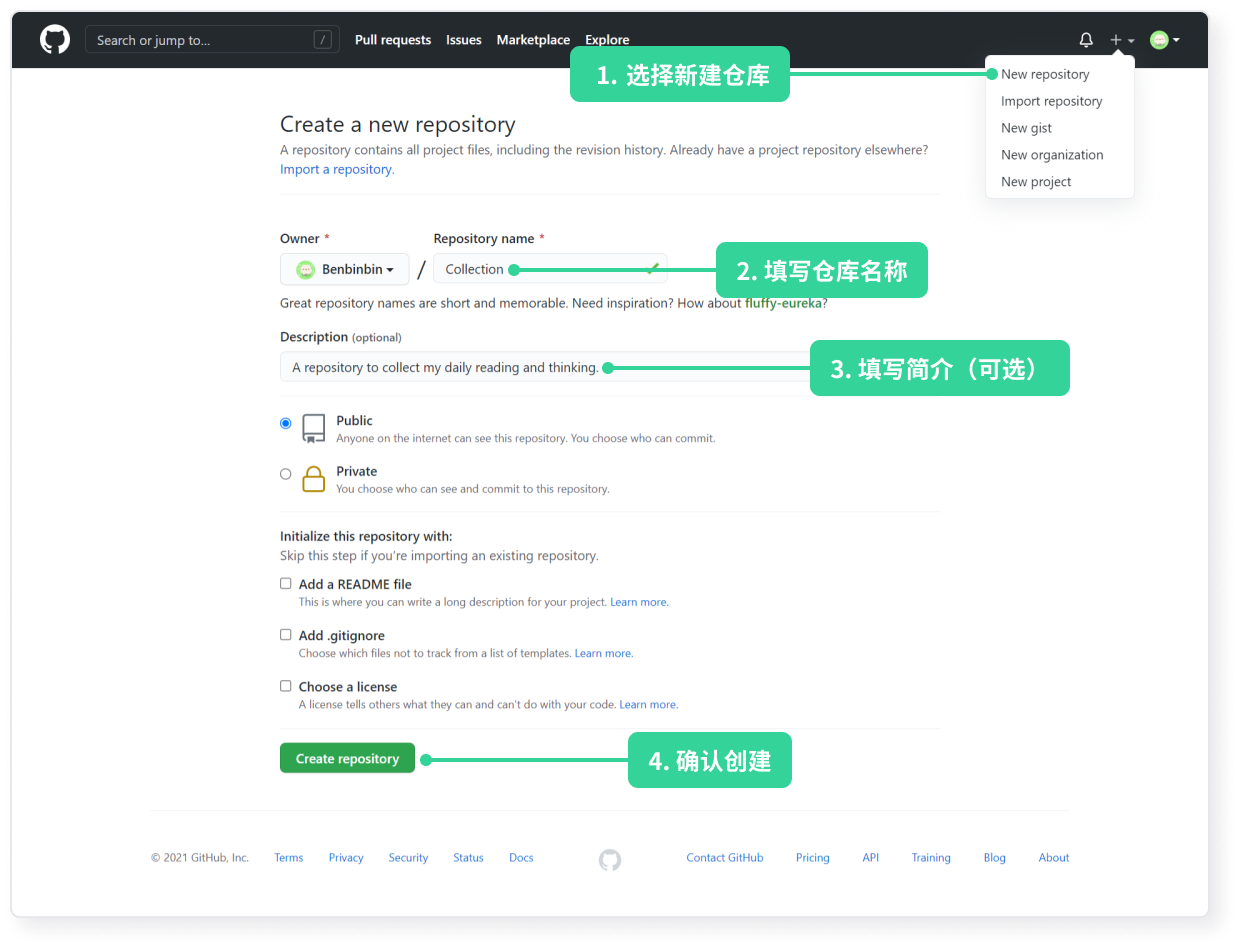 Search or jump to... /
Pull requests Issues Marketplace Explore
1. 选择新建仓库
New repository
Import repository
New gist
New organization
New project
Create a new repository
A repository contains all project files, including the revision history. Already have a project repository elsewhere?
Import a repository.
Owner * Repository name *
Benbinbin / Collection
2. 填写仓库名称
Great repository names are short and memorable. Need inspiration? How about fluffy-eureka?
Description (optional)
A repository to collect my daily reading and thinking.
3. 填写简介（可选）
Public
Anyone on the internet can see this repository. You choose who can commit.
Private
You choose who can see and commit to this repository.
Initialize this repository with:
Skip this step if you're importing an existing repository.
Add a README file
This is where you can write a long description for your project. Learn more.
Add .gitignore
Choose which files not to track from a list of templates. Learn more.
Choose a license
A license tells others what they can and can't do with your code. Learn more.
Create repository
4. 确认创建
© 2021 GitHub, Inc. Terms Privacy Security Status Docs Contact GitHub Pricing API Training Blog About